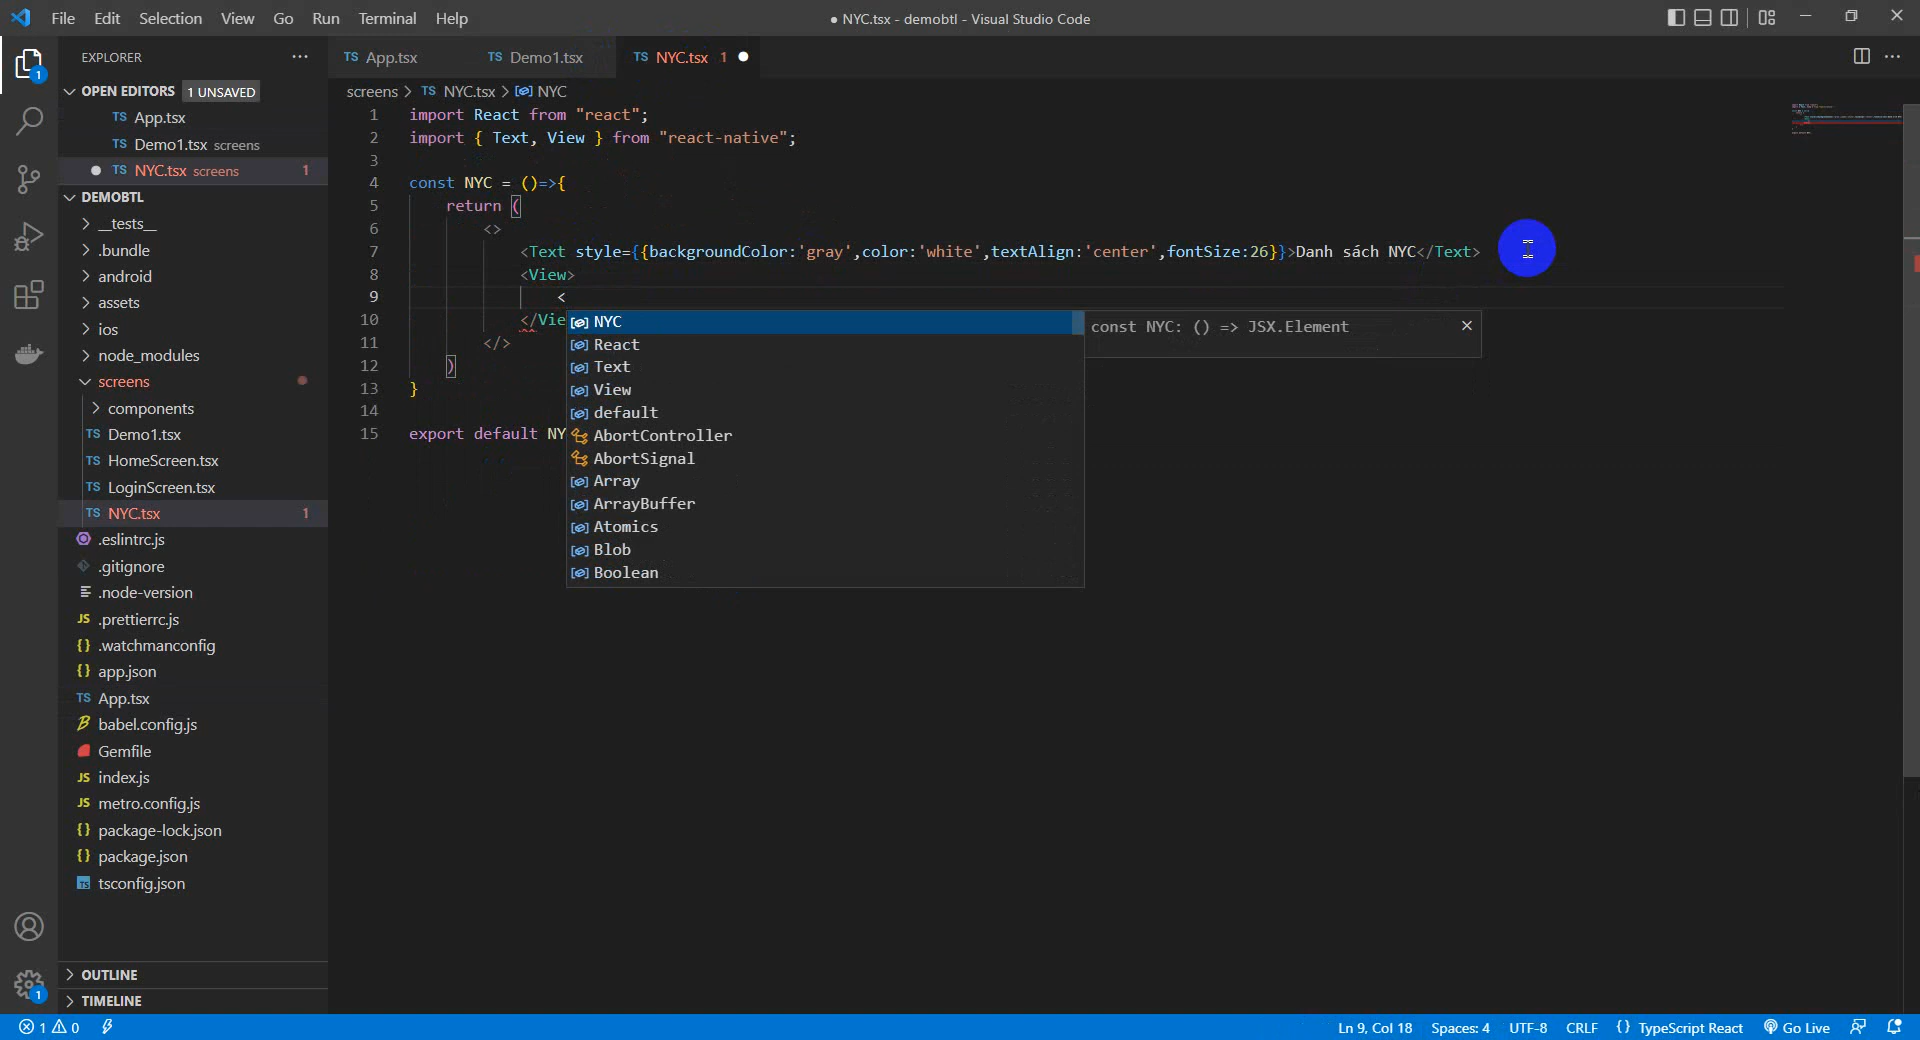 File Edit Selection View Go Run Terminal Help
● NYC.tsx - demobtl - Visual Studio Code
EXPLORER
OPEN EDITORS 1 UNSAVED
TS App.tsx
TS Demo1.tsx screens
● TS NYC.tsx screens 1
DEMOBTL
__tests__
.bundle
android
assets
ios
node_modules
screens
components
TS Demo1.tsx
TS HomeScreen.tsx
TS LoginScreen.tsx
TS NYC.tsx 1
.eslintrc.js
.gitignore
.node-version
JS .prettierrc.js
{} .watchmanconfig
{} app.json
TS App.tsx
babel.config.js
Gemfile
JS index.js
JS metro.config.js
{} package-lock.json
{} package.json
TS tsconfig.json
OUTLINE
TIMELINE
1
1
TS App.tsx TS Demo1.tsx TS NYC.tsx 1 ●
screens > TS NYC.tsx > NYC
1 import React from "react";
2 import { Text, View } from "react-native";
3
4 const NYC = ()=>{
5 return (
6 <>
7 <Text style={{backgroundColor:'gray',color:'white',textAlign:'center',fontSize:26}}>Danh sách NYC</Text>
8 <View>
9 <
10 </Vie
11 </>
12 )
13 }
14
15 export default NY
NYC
React
Text
View
default
AbortController
AbortSignal
Array
ArrayBuffer
Atomics
Blob
Boolean
const NYC: () => JSX.Element
1 0 Ln 9, Col 18 Spaces: 4 UTF-8 CRLF {} TypeScript React Go Live